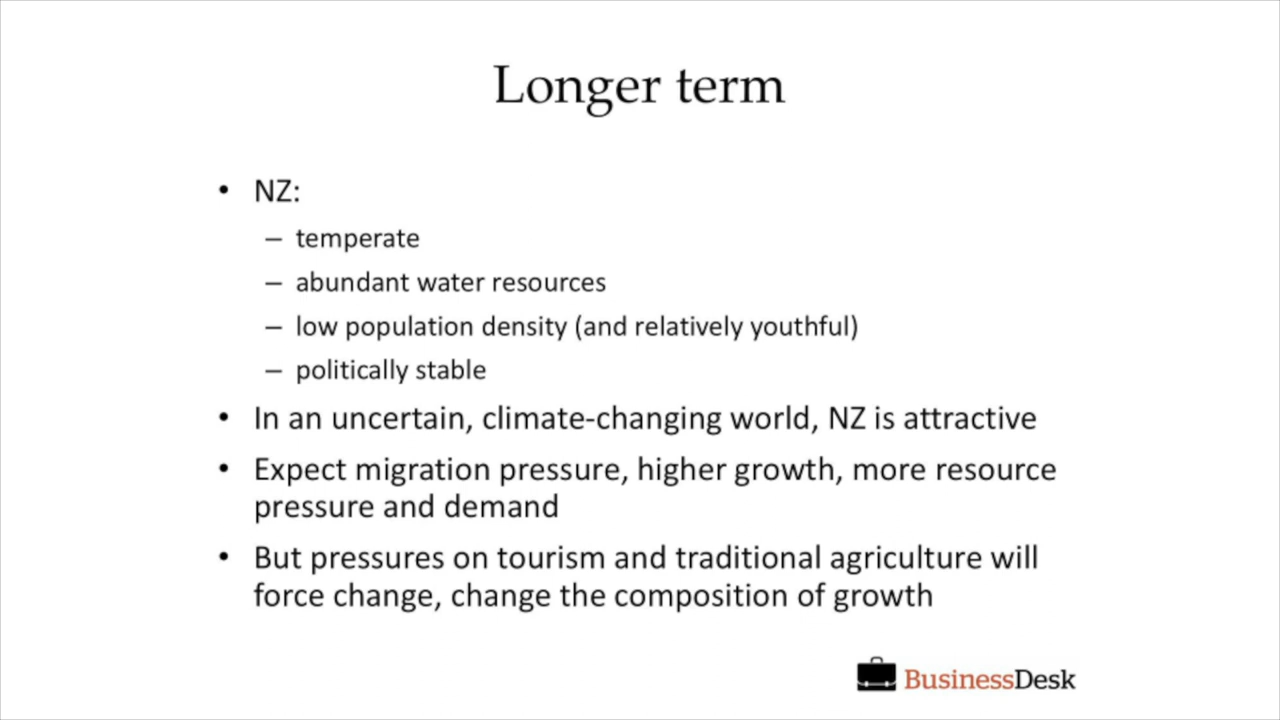 Longer term
• NZ:
– temperate
– abundant water resources
– low population density (and relatively youthful)
– politically stable
• In an uncertain, climate-changing world, NZ is attractive
• Expect migration pressure, higher growth, more resource
pressure and demand
• But pressures on tourism and traditional agriculture will
force change, change the composition of growth
BusinessDesk